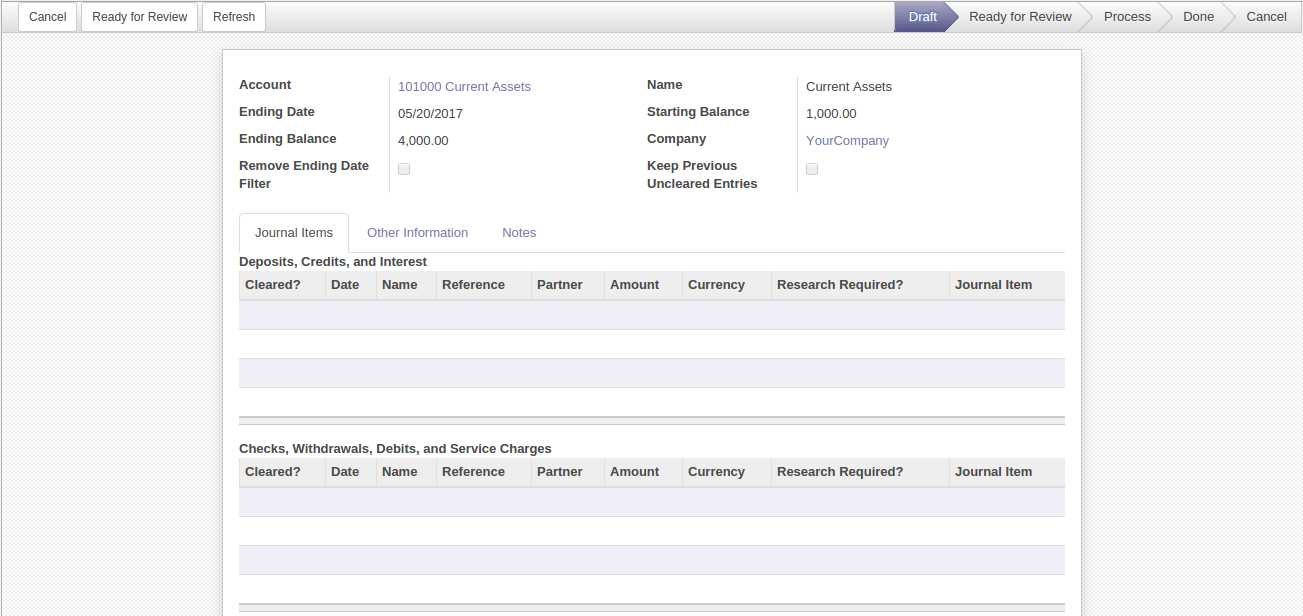 Cancel Ready for Review Refresh Draft Ready for Review Process Done Cancel
Account 101000 Current Assets Name Current Assets
Ending Date 05/20/2017 Starting Balance 1,000.00
Ending Balance 4,000.00 Company YourCompany
Remove Ending Date Keep Previous
Filter Uncleared Entries
Journal Items Other Information Notes
Deposits, Credits, and Interest
Cleared? Date Name Reference Partner Amount Currency Research Required? Journal Item
Checks, Withdrawals, Debits, and Service Charges
Cleared? Date Name Reference Partner Amount Currency Research Required? Journal Item